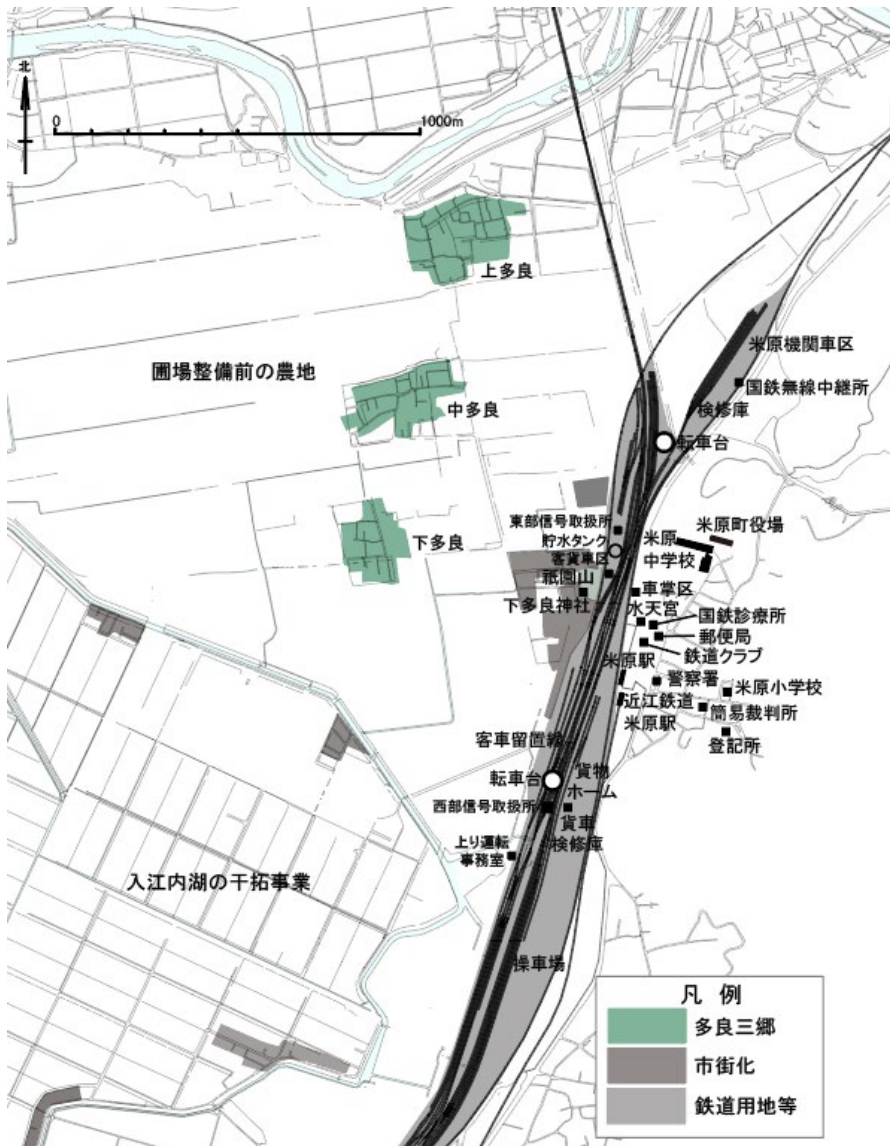 北
0
1000m
上多良
圃場整備前の農地
中多良
下多良
米原機関車区
国鉄無線中継所
検修庫
転車台
東部信号取扱所
貯水タンク
客貨車区
祇園山
下多良神社
米原
中学校
米原町役場
車掌区
水天宮
国鉄診療所
郵便局
鉄道クラブ
米原駅
警察署
近江鉄道
米原駅
米原小学校
簡易裁判所
登記所
客車留置線
転車台
貨物
ホーム
西部信号取扱所
貨車
検修庫
上り運転
事務室
入江内湖の干拓事業
操車場
凡 例
多良三郷
市街化
鉄道用地等